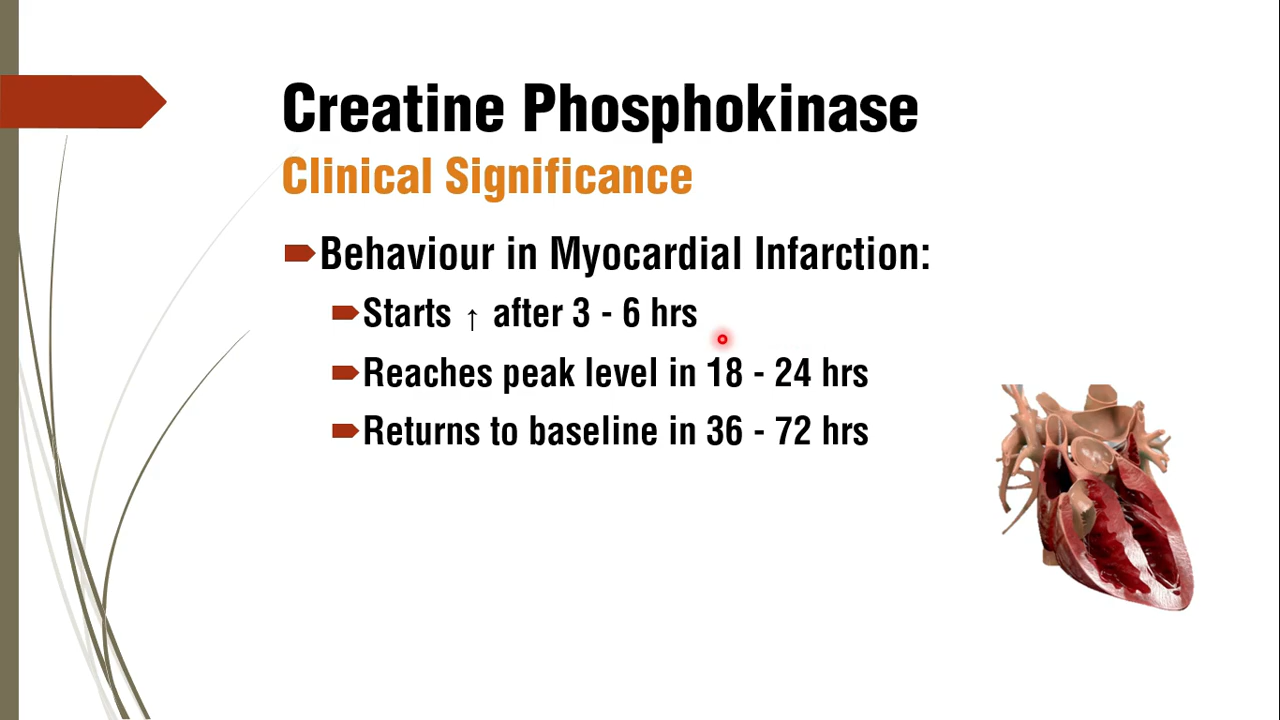 Creatine Phosphokinase
Clinical Significance
Behaviour in Myocardial Infarction:
Starts ↑ after 3 - 6 hrs
Reaches peak level in 18 - 24 hrs
Returns to baseline in 36 - 72 hrs